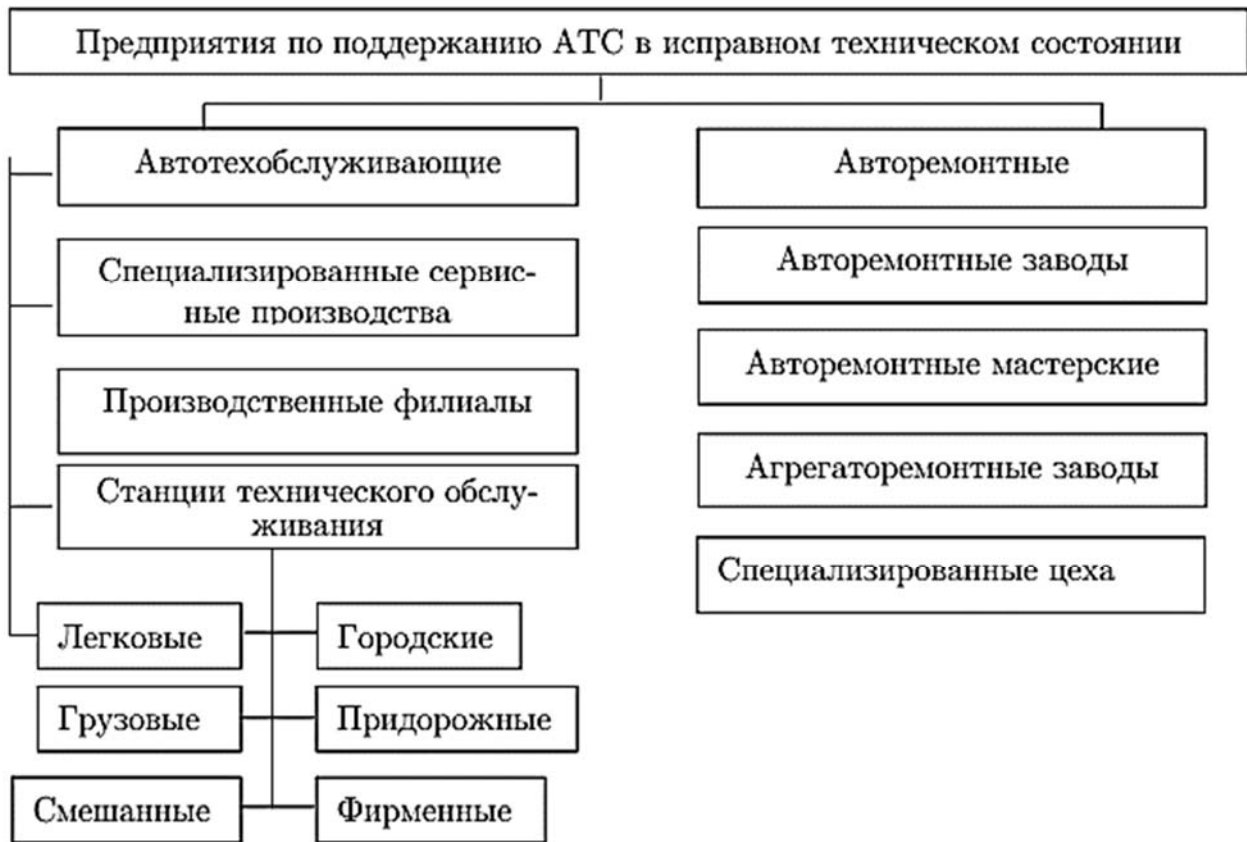 Предприятия по поддержанию АТС в исправном техническом состоянии
Автотехобслуживающие
Специализированные сервис-
ные производства
Производственные филиалы
Станции технического обслу-
живания
Легковые
Городские
Грузовые
Придорожные
Смешанные
Фирменные
Авторемонтные
Авторемонтные заводы
Авторемонтные мастерские
Агрегаторемонтные заводы
Специализированные цеха